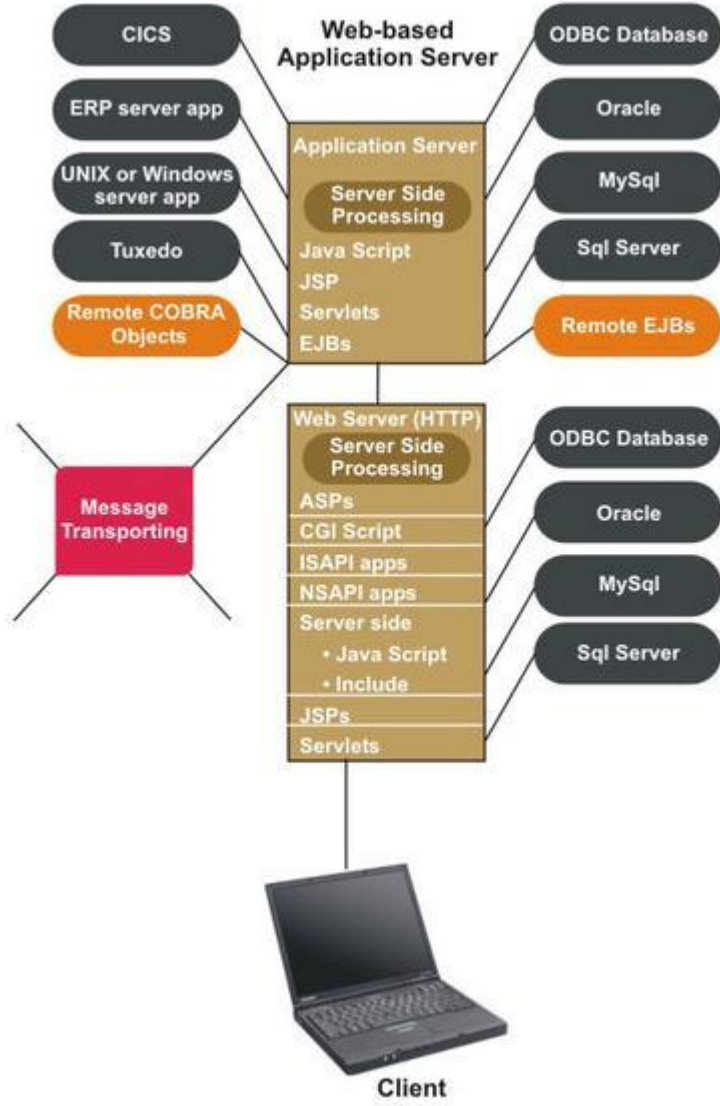 Web-based
Application Server
CICS
ERP server app
UNIX or Windows
server app
Tuxedo
Remote COBRA
Objects
Application Server
Server Side
Processing
Java Script
JSP
Servlets
EJBs
ODBC Database
Oracle
MySql
Sql Server
Remote EJBs
Message
Transporting
Web Server (HTTP)
Server Side
Processing
ASPs
CGI Script
ISAPI apps
NSAPI apps
Server side
• Java Script
• Include
JSPs
Servlets
ODBC Database
Oracle
MySql
Sql Server
Client